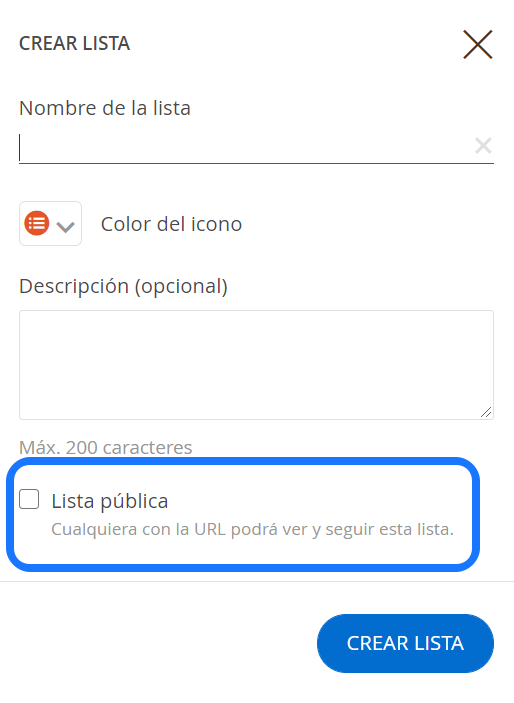 CREAR LISTA
Nombre de la lista
Color del icono
Descripción (opcional)
Máx. 200 caracteres
Lista pública
Cualquiera con la URL podrá ver y seguir esta lista.
CREAR LISTA